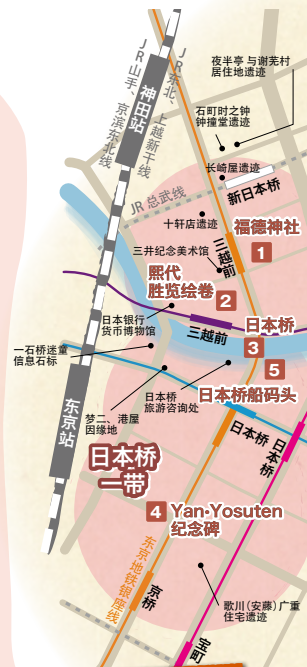 JR东北、上越新干线
JR山手、京滨东北线
神田站
夜半亭 与谢芜村
居住地遗迹
石町时之钟
钟撞堂遗迹
长崎屋遗迹
新日本桥
JR 总武线
十轩店遗迹
福德神社
1
三越前
三井纪念美术馆
熙代
胜览绘卷
2
日本银行
货币博物馆
三越前
日本桥
3
一石桥迷童
信息石标
5
日本桥
旅游咨询处
日本桥船码头
东京站
梦二、港屋
因缘地
日本桥
日本桥
日本桥
一带
4
Yan·Yosuten
纪念碑
东京地铁银座线
京桥
歌川（安藤）广重
住宅遗迹
宝町